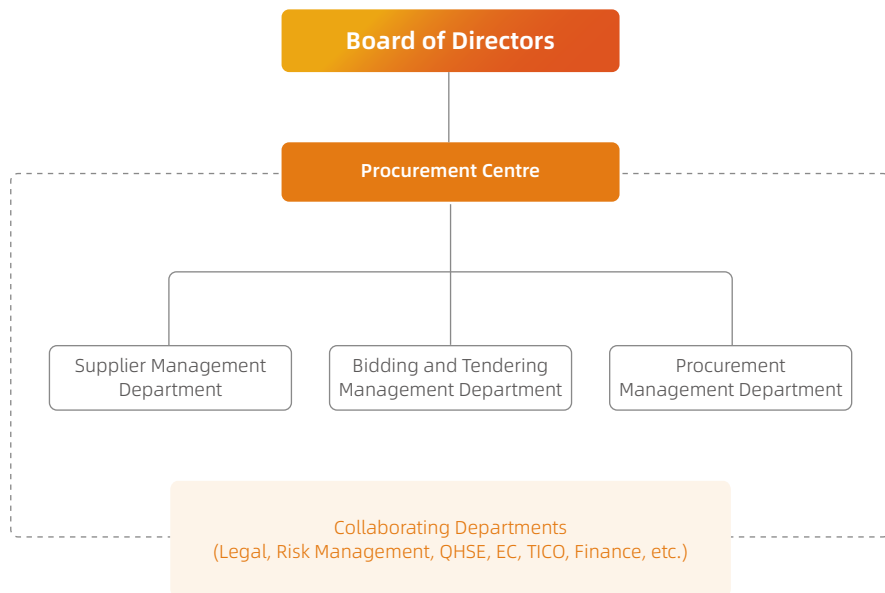 Board of Directors
Procurement Centre
Supplier Management
Department
Bidding and Tendering
Management Department
Procurement
Management Department
Collaborating Departments
(Legal, Risk Management, QHSE, EC, TICO, Finance, etc.)